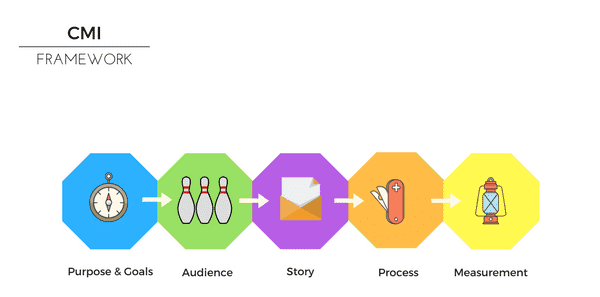 CMI
FRAMEWORK
Purpose & Goals
Audience
Story
Process
Measurement